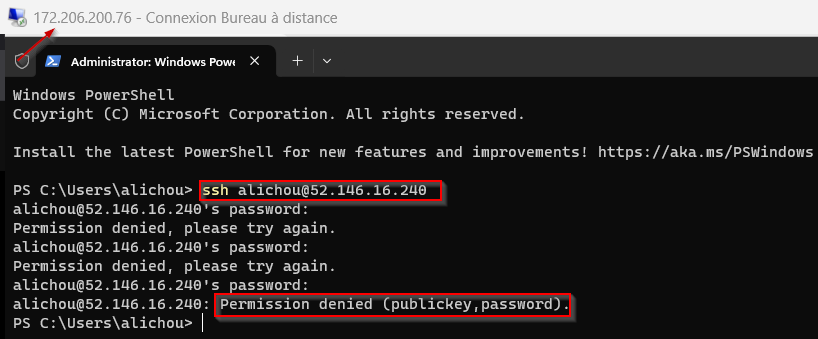 172.206.200.76 - Connexion Bureau à distance
Administrator: Windows Powe
Windows PowerShell
Copyright (C) Microsoft Corporation. All rights reserved.
Install the latest PowerShell for new features and improvements! https://aka.ms/PSWindows
PS C:\Users\alichou> ssh alichou@52.146.16.240
alichou@52.146.16.240's password:
Permission denied, please try again.
alichou@52.146.16.240's password:
Permission denied, please try again.
alichou@52.146.16.240's password:
alichou@52.146.16.240: Permission denied (publickey,password).
PS C:\Users\alichou>